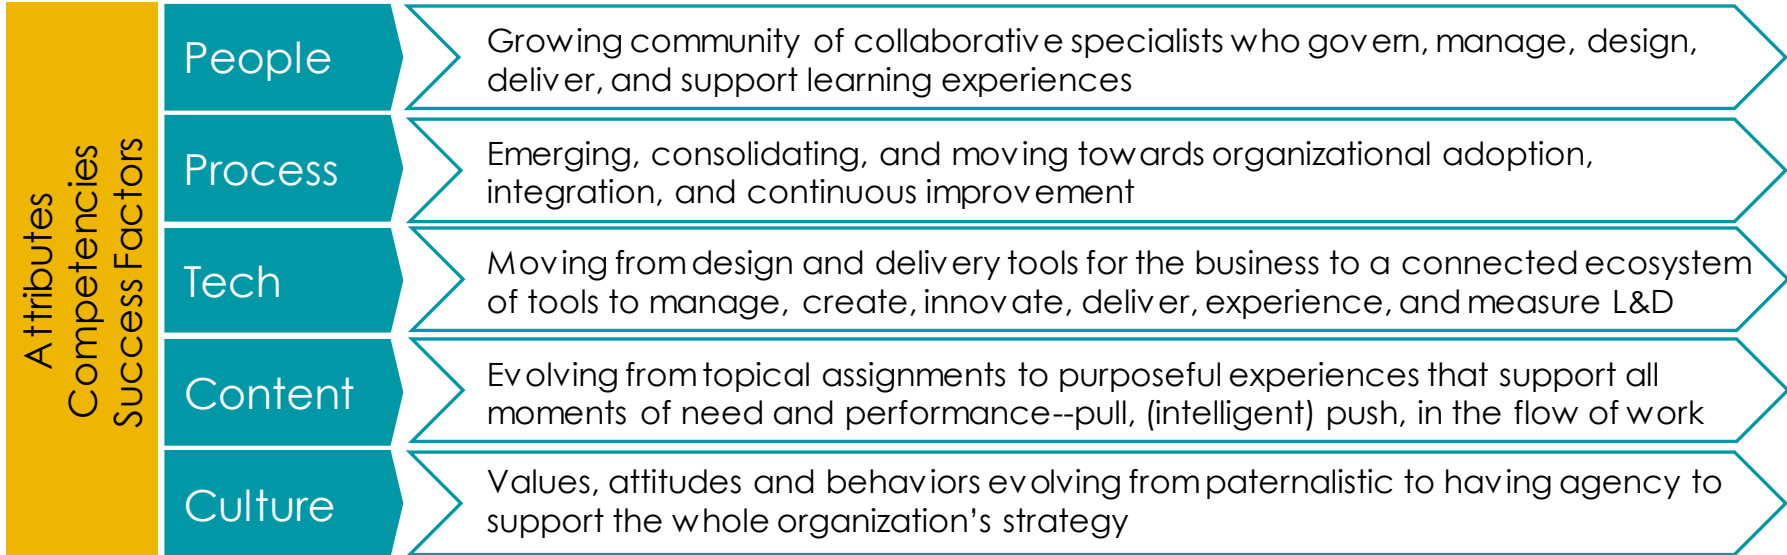 Attributes
Competencies
Success Factors
People
Growing community of collaborative specialists who govern, manage, design,
deliver, and support learning experiences
Process
Emerging, consolidating, and moving towards organizational adoption,
integration, and continuous improvement
Tech
Moving from design and delivery tools for the business to a connected ecosystem
of tools to manage, create, innovate, deliver, experience, and measure L&D
Content
Evolving from topical assignments to purposeful experiences that support all
moments of need and performance--pull, (intelligent) push, in the flow of work
Culture
Values, attitudes and behaviors evolving from paternalistic to having agency to
support the whole organization’s strategy